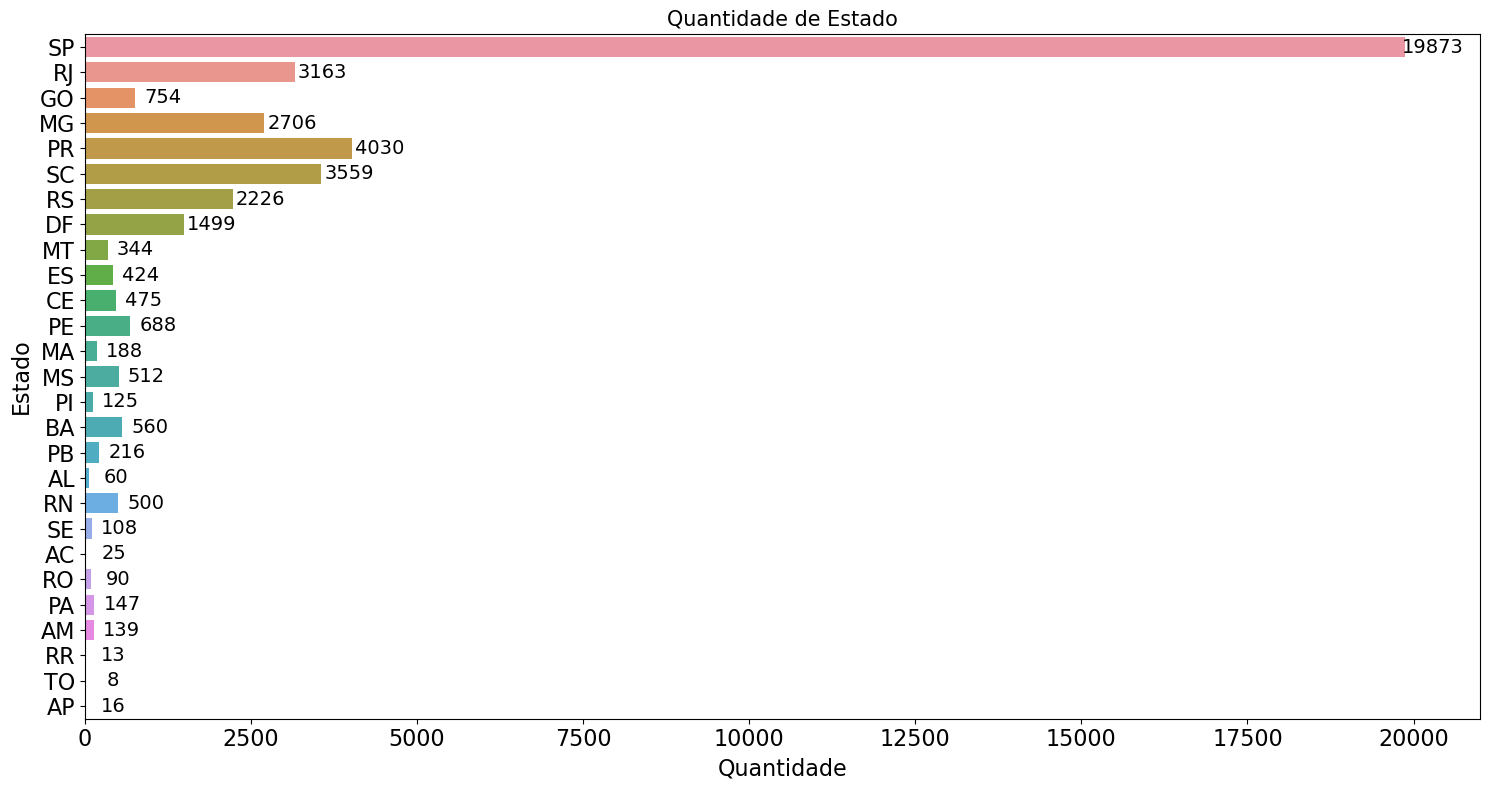 Quantidade de Estado
SP 19873
RJ 3163
GO 754
MG 2706
PR 4030
SC 3559
RS 2226
DF 1499
MT 344
ES 424
CE 475
PE 688
MA 188
MS 512
PI 125
BA 560
PB 216
AL 60
RN 500
SE 108
AC 25
RO 90
PA 147
AM 139
RR 13
TO 8
AP 16
Estado
0 2500 5000 7500 10000 12500 15000 17500 20000
Quantidade